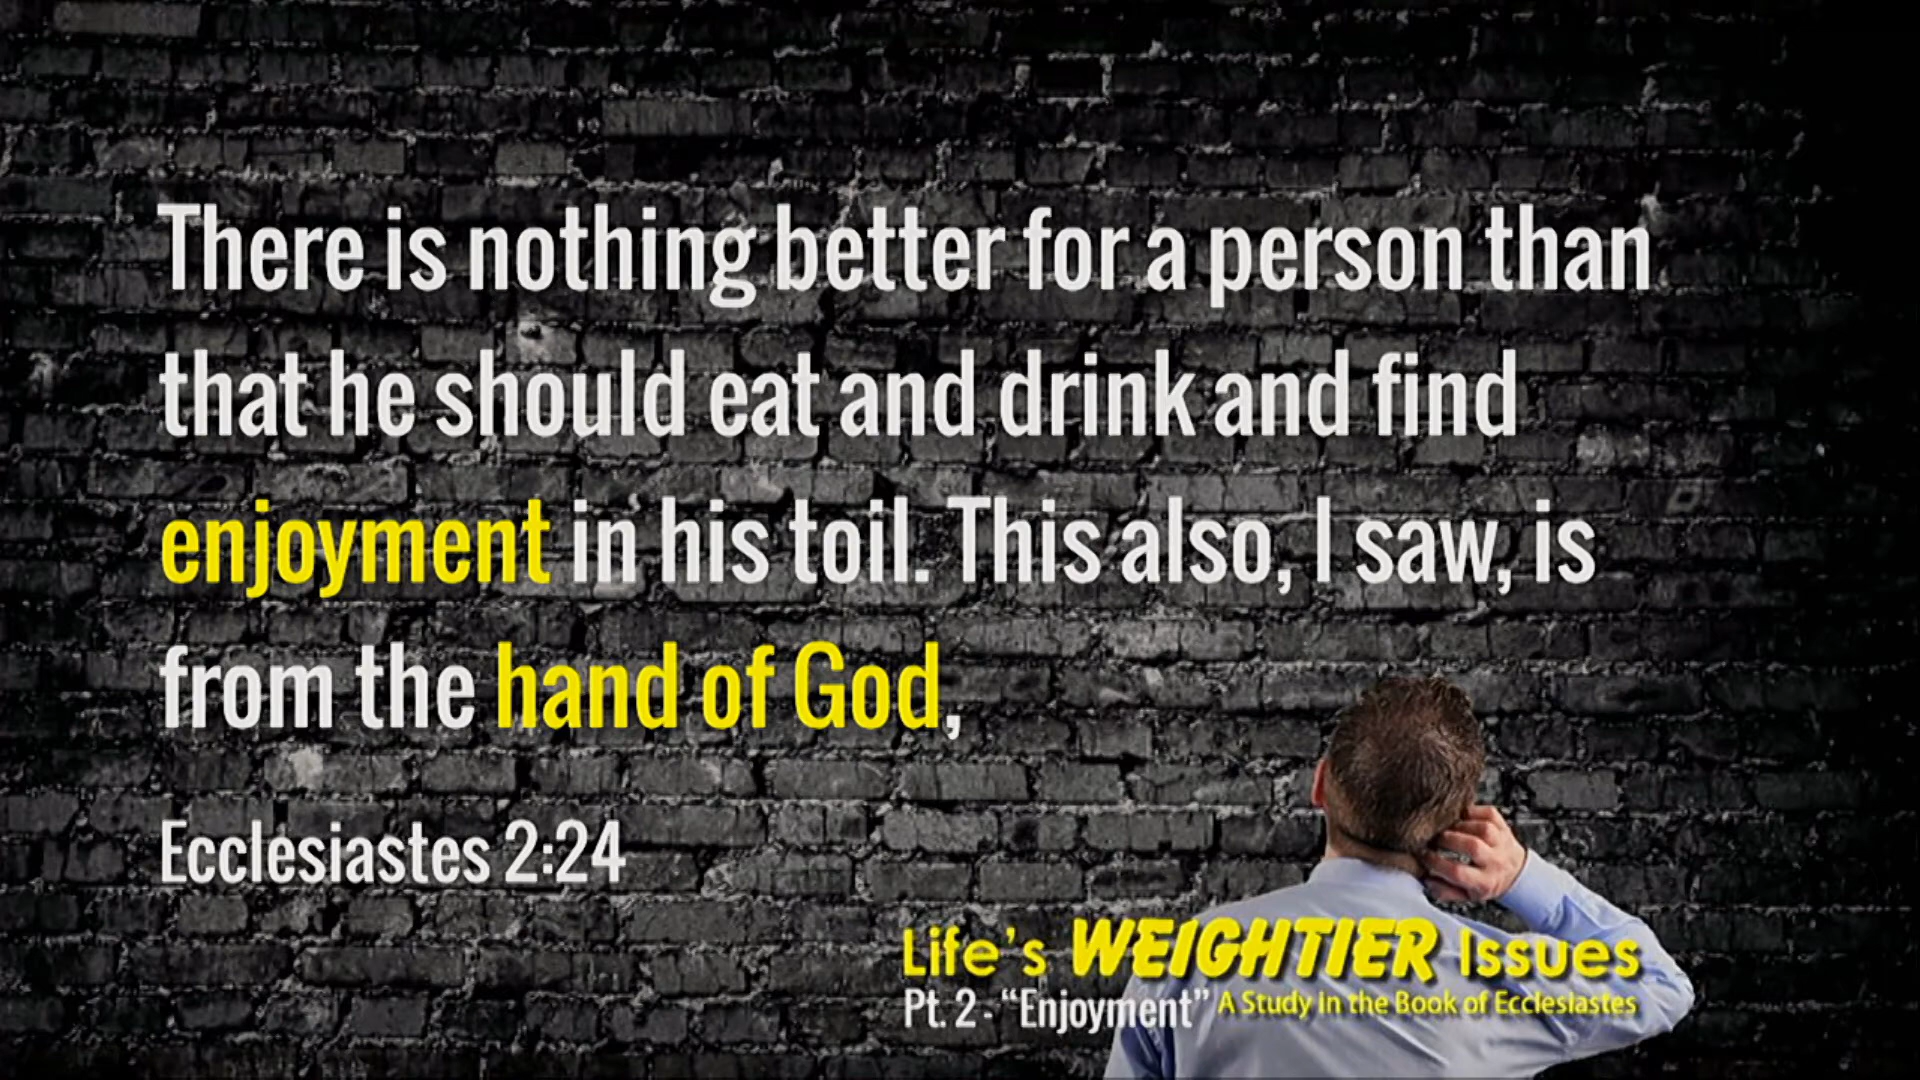 There is nothing better for a person than
that he should eat and drink and find
enjoyment in his toil. This also, I saw, is
from the hand of God,
Ecclesiastes 2:24
Life's WEIGHTIER Issues
Pt. 2 - “Enjoyment” A Study in the Book of Ecclesiastes